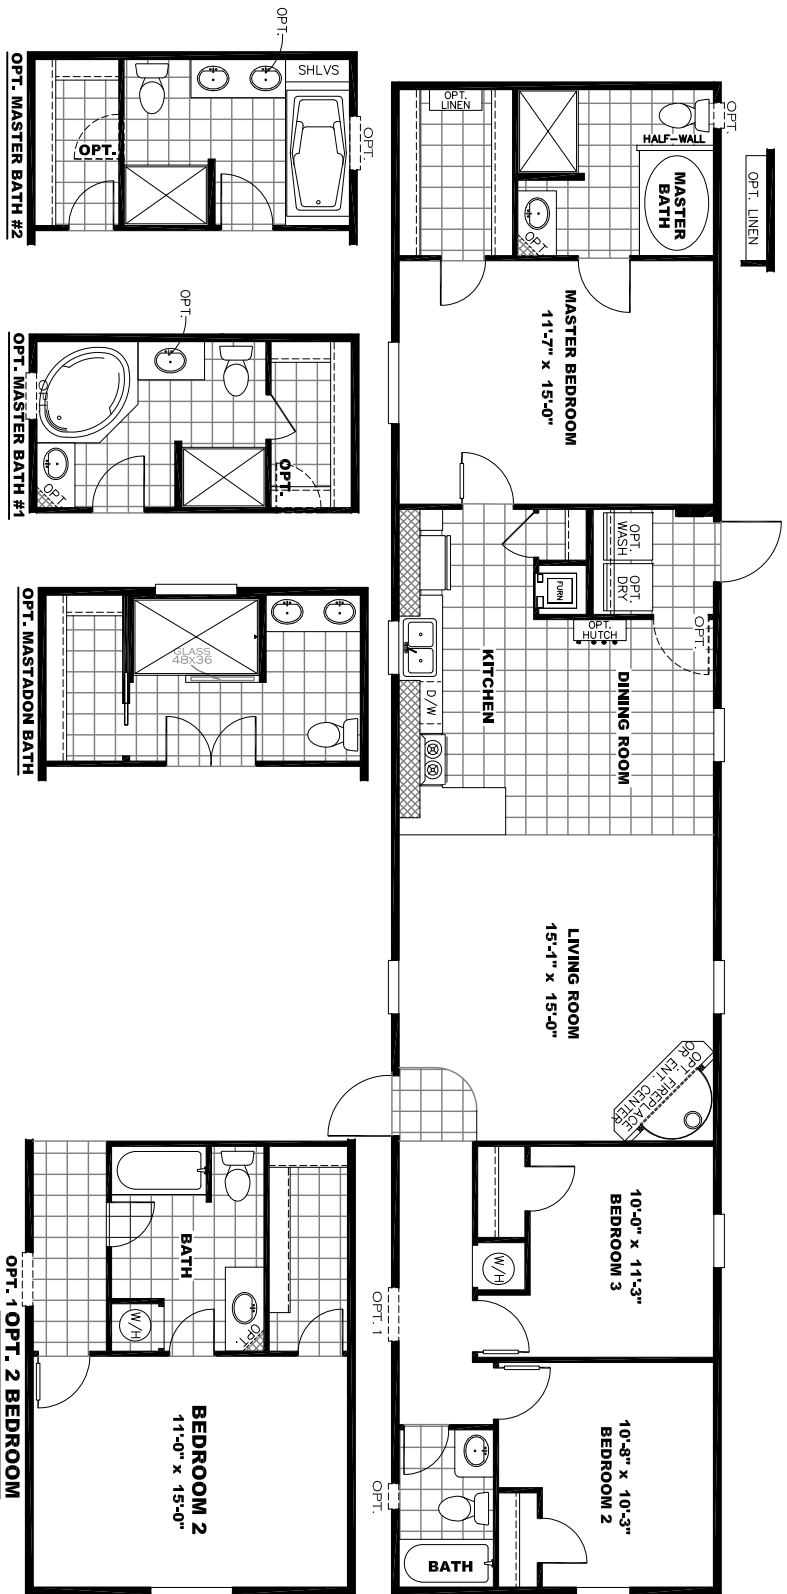 OPT.
SHLVS
OPT.
OPT.
OPT. MASTER BATH #2
OPT.
OPT.
OPT.
OPT
OPT. MASTER BATH #1
GLASS
48x36
OPT. MASTADON BATH
OPT.
LINEN
OPT.
HALF-WALL
MASTER
BATH
OPT
OPT. LINEN
MASTER BEDROOM
11'-7" x 15'-0"
OPT.
WASH
OPT.
DRY
FURN
OPT.
HUTCH
OPT.
KITCHEN
D/W
DINING ROOM
LIVING ROOM
15'-1" x 15'-0"
OPT. FIREPLACE
OR ENT. CENTER
10'-0" x 11'-3"
BEDROOM 3
W/H
OPT. 1
10'-8" x 10'-3"
BEDROOM 2
OPT.
BATH
BATH
W/H
OPT
OPT. 1
OPT. 2 BEDROOM
BEDROOM 2
11'-0" x 15'-0"